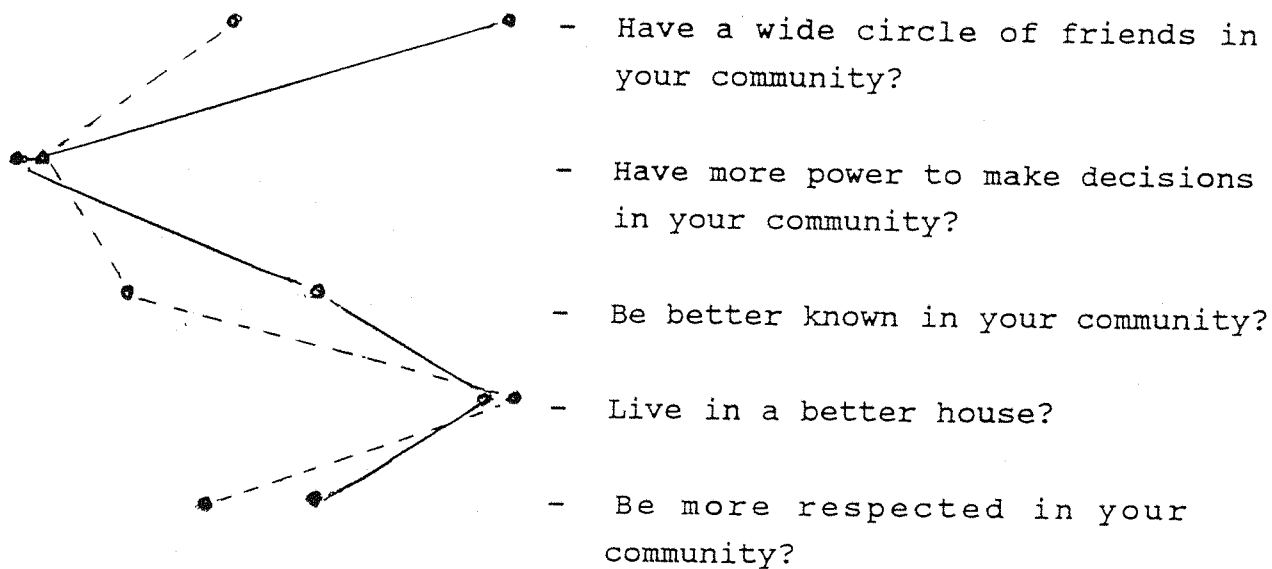 - Have a wide circle of friends in
your community?
- Have more power to make decisions
in your community?
- Be better known in your community?
- Live in a better house?
- Be more respected in your
community?